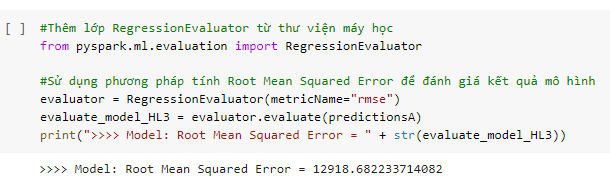 [ ] #Thêm lớp RegressionEvaluator từ thư viện máy học
from pyspark.ml.evaluation import RegressionEvaluator
#Sử dụng phương pháp tính Root Mean Squared Error để đánh giá kết quả mô hình
evaluator = RegressionEvaluator(metricName="rmse")
evaluate_model_HL3 = evaluator.evaluate(predictionsA)
print(">>>> Model: Root Mean Squared Error = " + str(evaluate_model_HL3))
>>>> Model: Root Mean Squared Error = 12918.682233714082